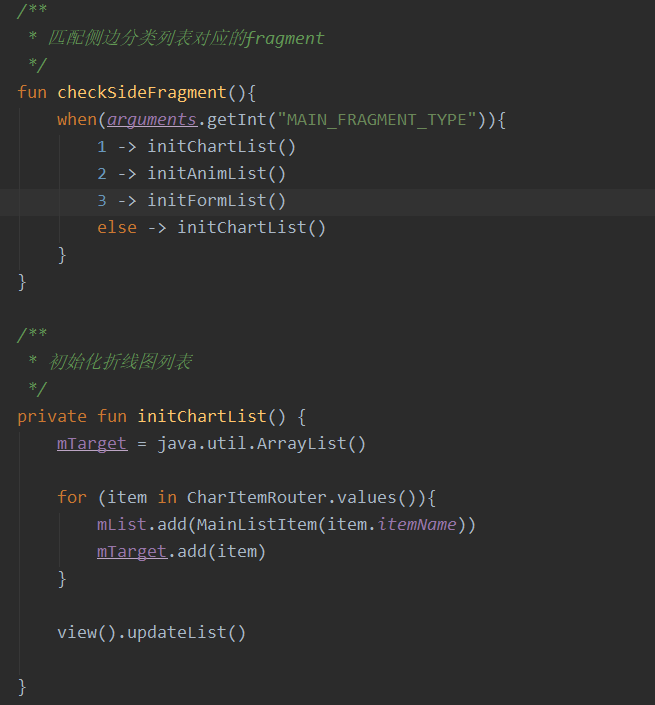 /**
 * 匹配侧边分类列表对应的fragment
 */
fun checkSideFragment(){
    when(arguments.getInt("MAIN_FRAGMENT_TYPE")){
        1 -> initChartList()
        2 -> initAnimList()
        3 -> initFormList()
        else -> initChartList()
    }
}

/**
 * 初始化折线图列表
 */
private fun initChartList() {
    mTarget = java.util.ArrayList()

    for (item in CharItemRouter.values()){
        mList.add(MainListItem(item.itemName))
        mTarget.add(item)
    }

    view().updateList()

}